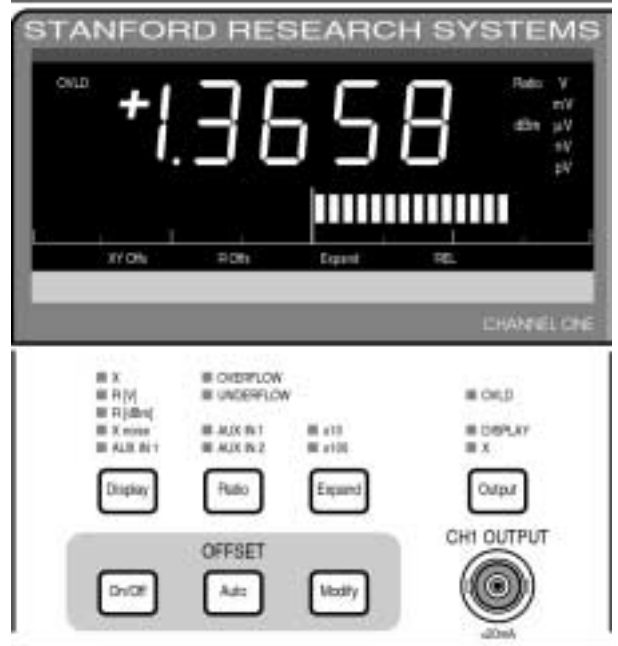 STANFORD RESEARCH SYSTEMS
OVLD +1.3658 Ratio V
mV
dBm µV
nV
pV
XY Offs R Offs Expand REL
CHANNEL ONE
X OVERFLOW
R [V] UNDERFLOW OVLD
R [dBm]
X noise AUX IN 1 x10 DISPLAY
AUX IN 1 AUX IN 2 x100 X
Display Ratio Expand Output
OFFSET CH1 OUTPUT
On/Off Auto Modify
±20mA